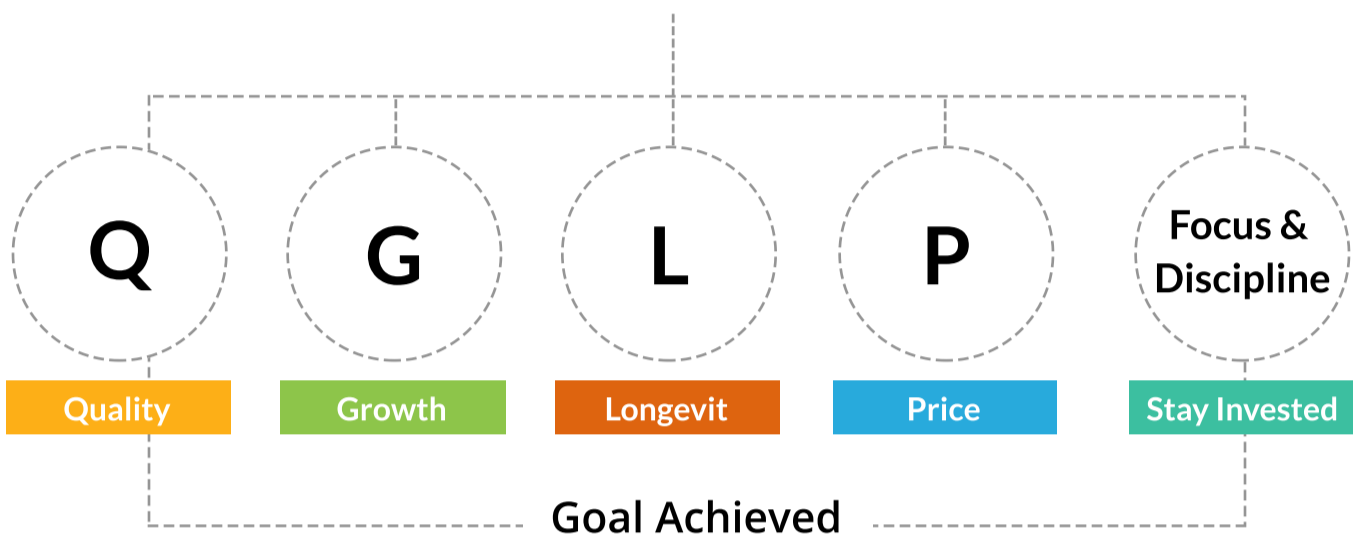 Q
G
L
P
Focus &
Discipline
Quality
Growth
Longevit
Price
Stay Invested
Goal Achieved